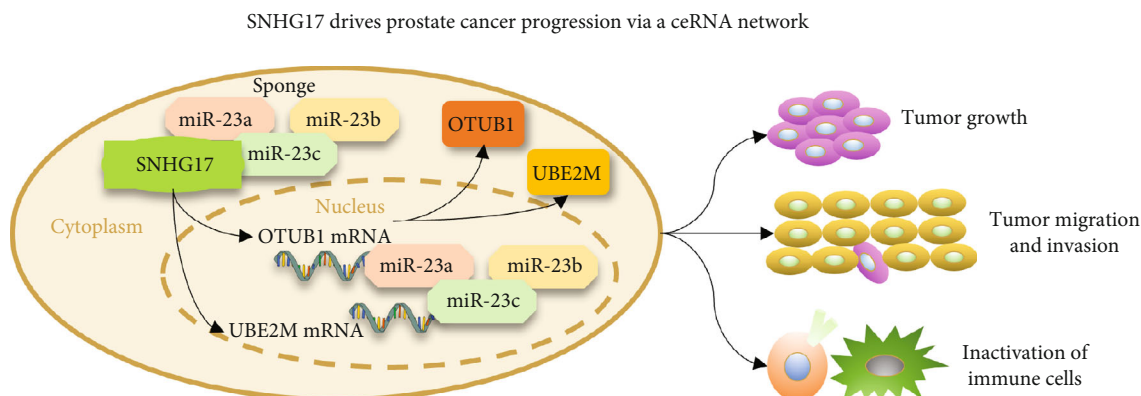 SNHG17 drives prostate cancer progression via a ceRNA network
Sponge
miR-23a
miR-23b
SNHG17
miR-23c
OTUB1
UBE2M
Cytoplasm
Nucleus
OTUB1 mRNA
miR-23a
miR-23b
miR-23c
UBE2M mRNA
Tumor growth
Tumor migration
and invasion
Inactivation of
immune cells